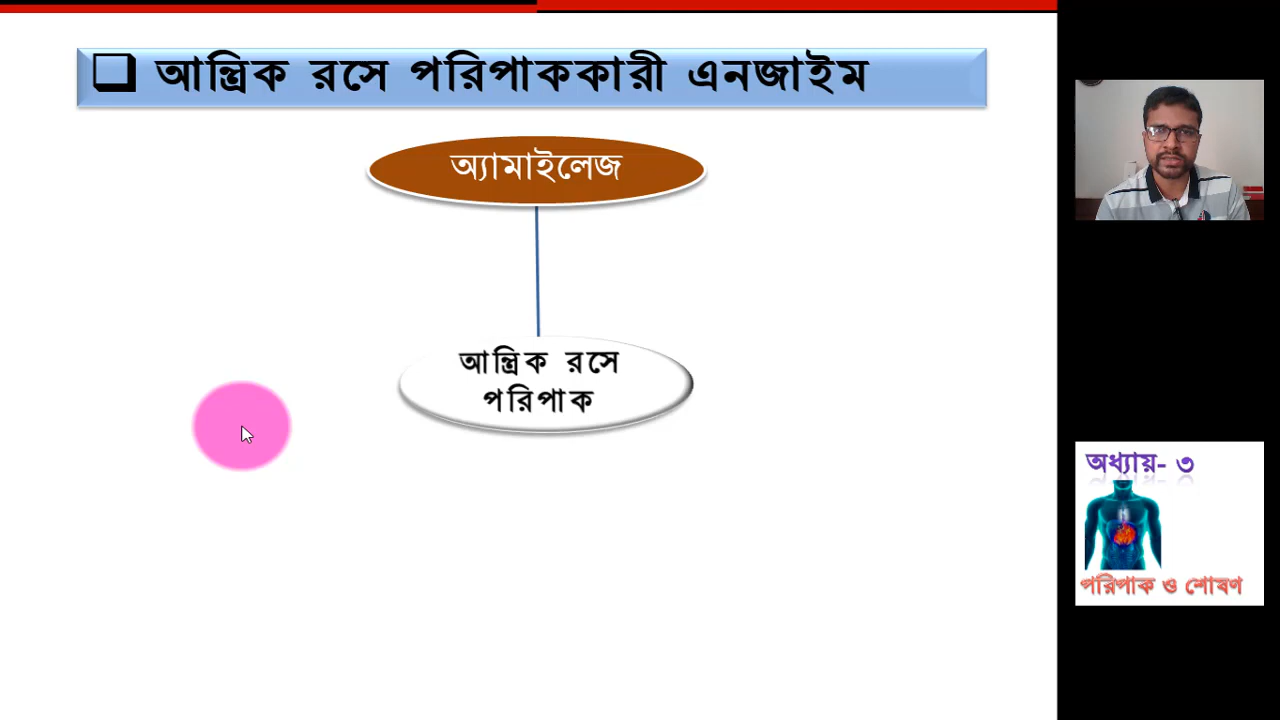 আন্ত্রিক রসে পরিপাককারী এনজাইম
অ্যামাইলেজ
আন্ত্রিক রসে
পরিপাক
অধ্যায়- ৩
পরিপাক ও শোষণ